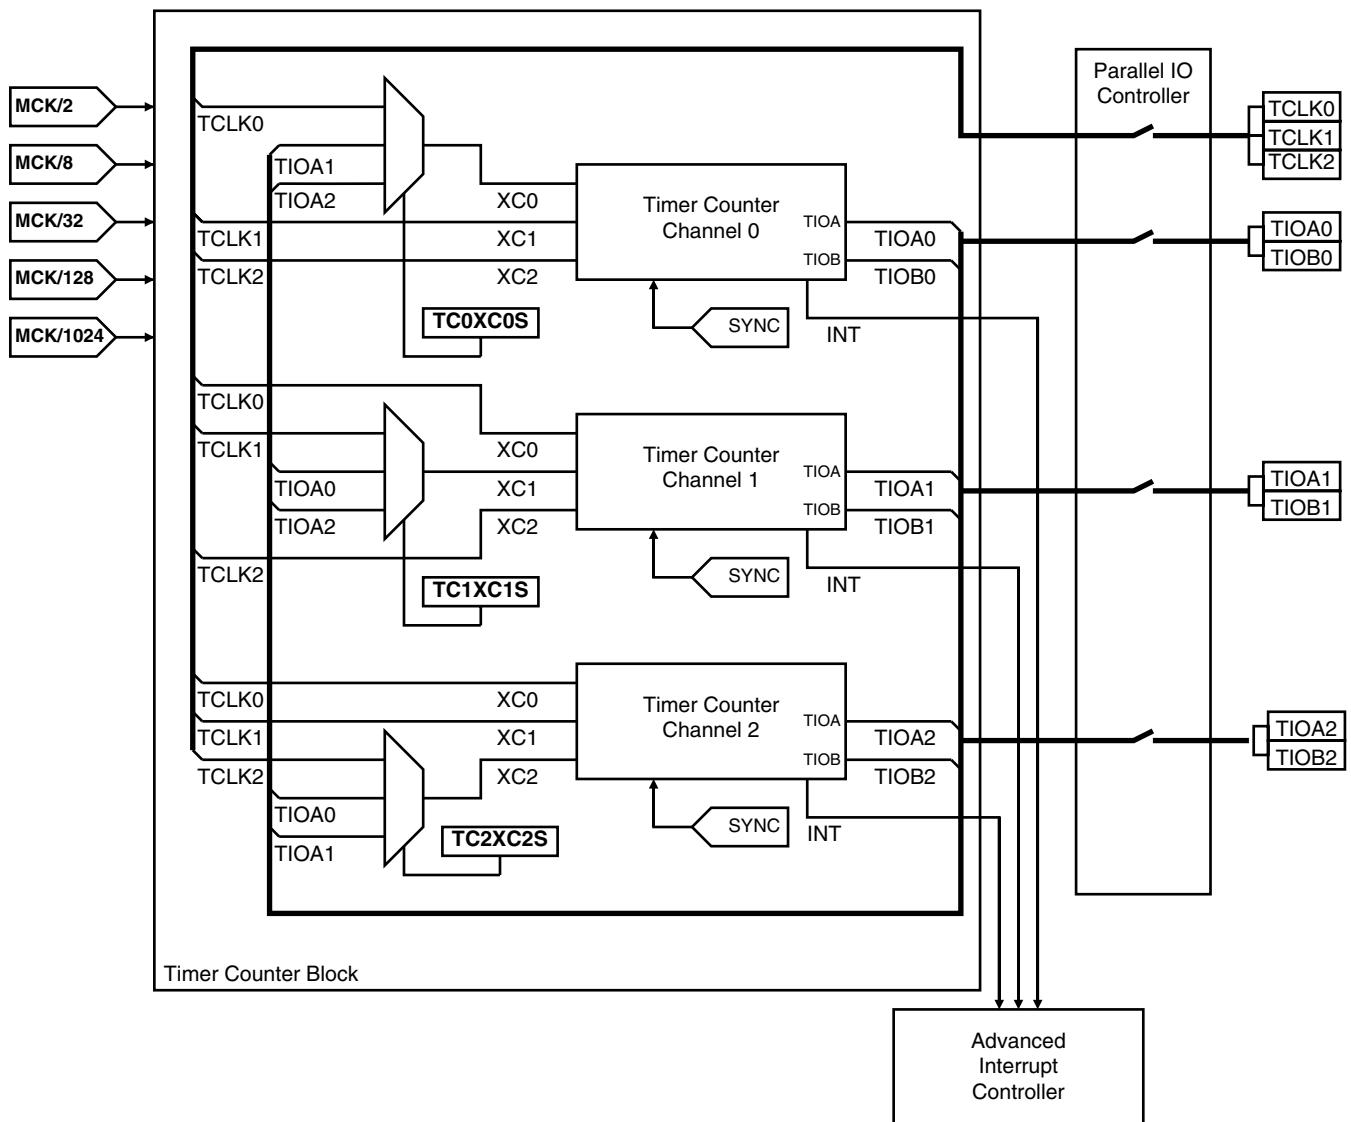 MCK/2
MCK/8
MCK/32
MCK/128
MCK/1024
TCLK0
TIOA1
TIOA2
TCLK1
TCLK2
XC0
XC1
XC2
Timer Counter
Channel 0
TIOA
TIOB
TIOA0
TIOB0
TC0XC0S
SYNC
INT
TCLK0
TCLK1
TIOA0
TIOA2
TCLK2
XC0
XC1
XC2
Timer Counter
Channel 1
TIOA
TIOB
TIOA1
TIOB1
TC1XC1S
SYNC
INT
TCLK0
TCLK1
TCLK2
TIOA0
TIOA1
XC0
XC1
XC2
Timer Counter
Channel 2
TIOA
TIOB
TIOA2
TIOB2
TC2XC2S
SYNC
INT
Timer Counter Block
Parallel IO
Controller
TCLK0
TCLK1
TCLK2
TIOA0
TIOB0
TIOA1
TIOB1
TIOA2
TIOB2
Advanced
Interrupt
Controller